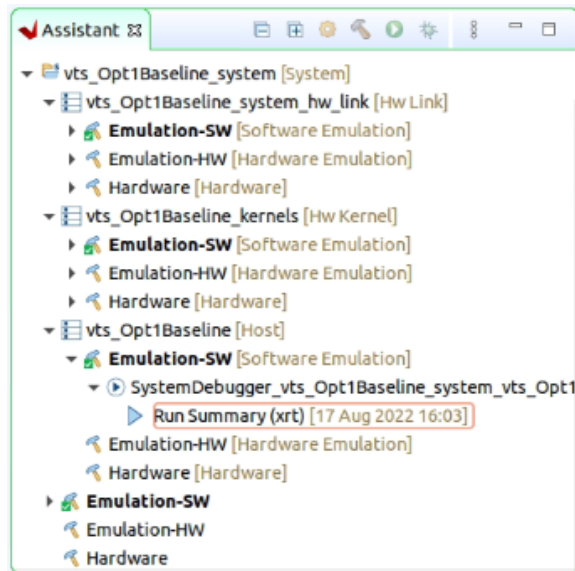 Assistant
vts_Opt1Baseline_system [System]
vts_Opt1Baseline_system_hw_link [Hw Link]
Emulation-SW [Software Emulation]
Emulation-HW [Hardware Emulation]
Hardware [Hardware]
vts_Opt1Baseline_kernels [Hw Kernel]
Emulation-SW [Software Emulation]
Emulation-HW [Hardware Emulation]
Hardware [Hardware]
vts_Opt1Baseline [Host]
Emulation-SW [Software Emulation]
SystemDebugger_vts_Opt1Baseline_system_vts_Opt1
Run Summary (xrt) [17 Aug 2022 16:03]
Emulation-HW [Hardware Emulation]
Hardware [Hardware]
Emulation-SW
Emulation-HW
Hardware